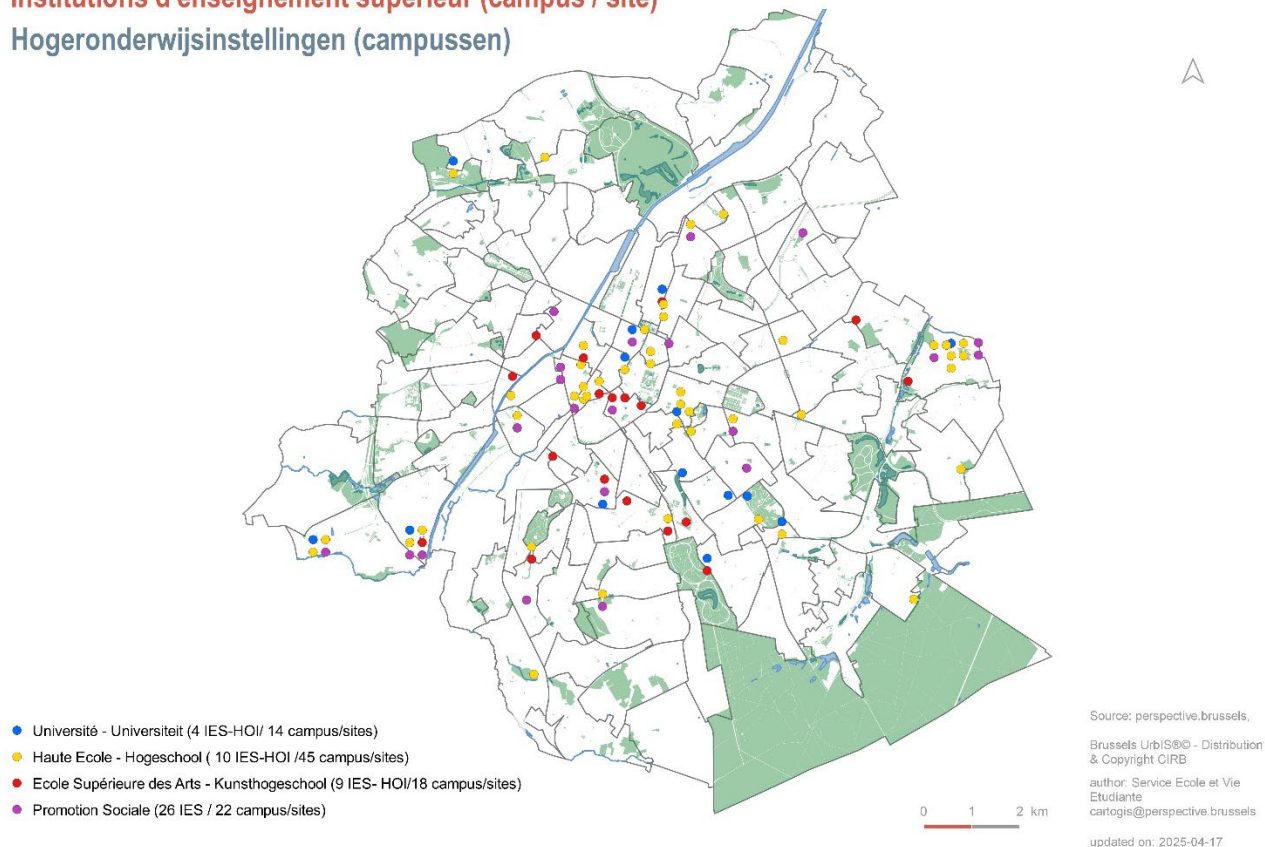 Institutions d'enseignement supérieur (campus / site)
Hogeronderwijsinstellingen (campussen)
Université - Universiteit (4 IES-HOI/ 14 campus/sites)
Haute Ecole - Hogeschool ( 10 IES-HOI /45 campus/sites)
Ecole Supérieure des Arts - Kunsthogeschool (9 IES- HOI/18 campus/sites)
Promotion Sociale (26 IES / 22 campus/sites)
0 1 2 km
Source: perspective.brussels,
Brussels UrbIS®© - Distribution
& Copyright CIRB
author: Service Ecole et Vie
Etudiante
cartogis@perspective.brussels
updated on: 2025-04-17